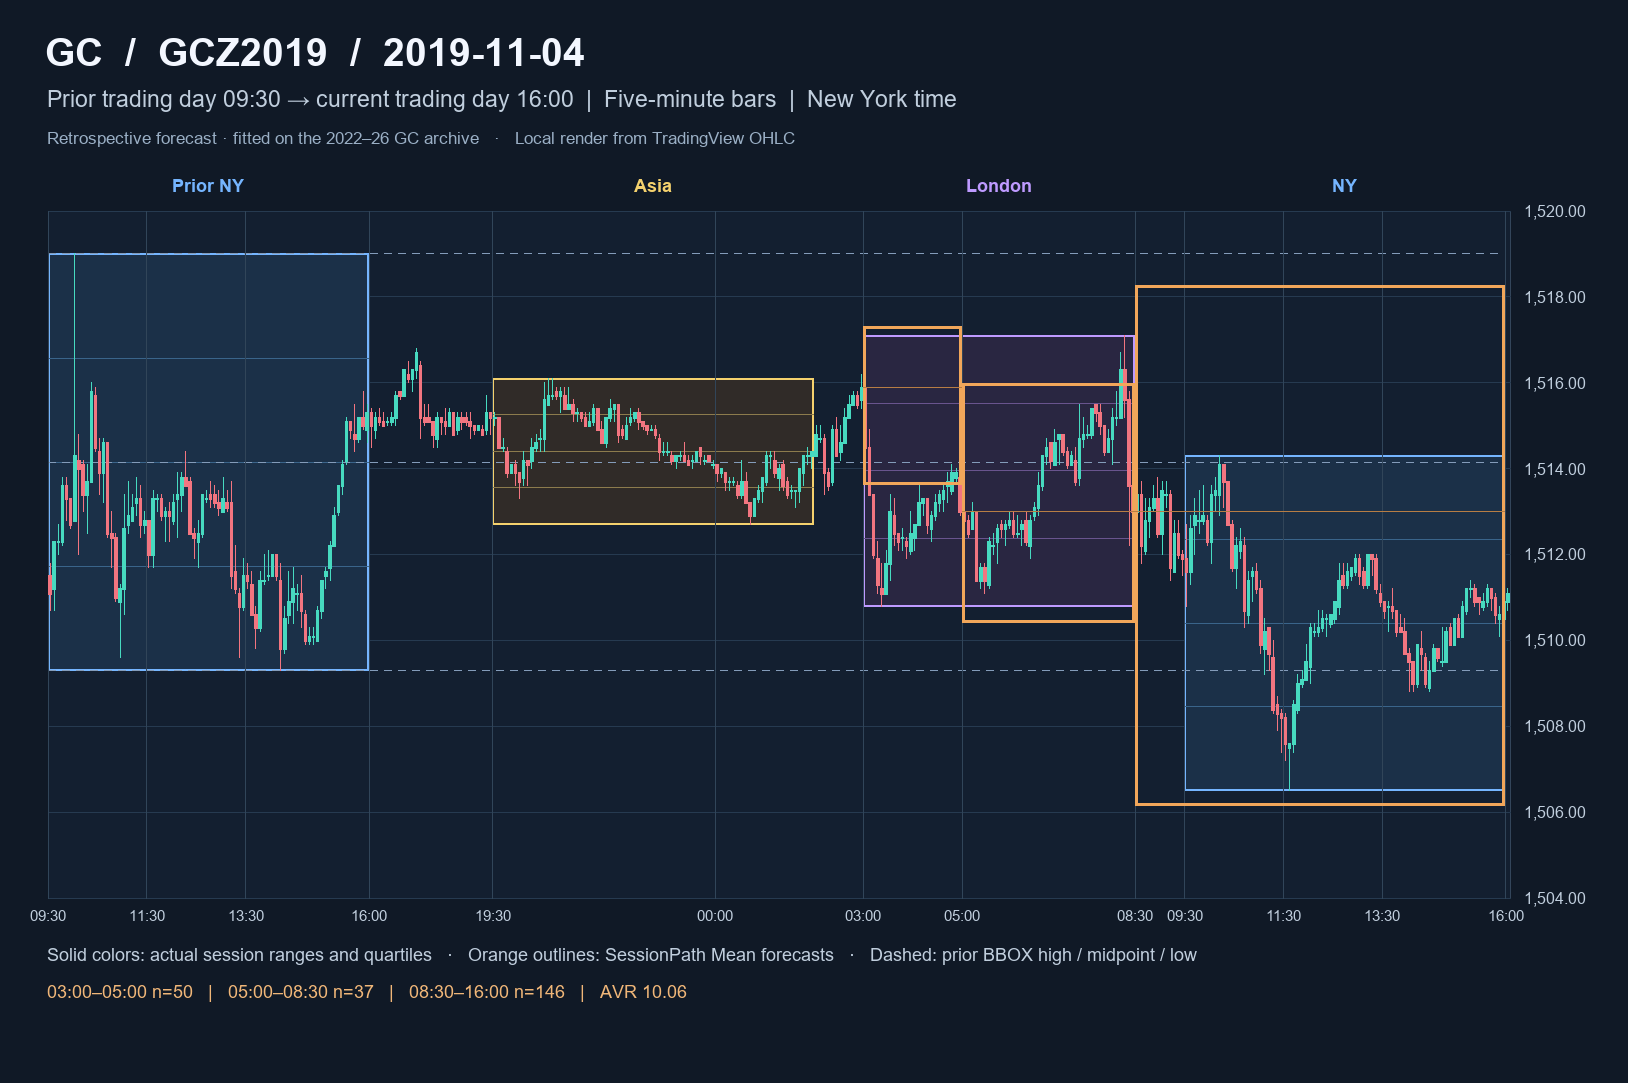 GC / GCZ2019 / 2019-11-04
Prior trading day 09:30 → current trading day 16:00 | Five-minute bars | New York time
Retrospective forecast · fitted on the 2022–26 GC archive · Local render from TradingView OHLC
Prior NY Asia London NY
1,520.00
1,518.00
1,516.00
1,514.00
1,512.00
1,510.00
1,508.00
1,506.00
1,504.00
09:30 11:30 13:30 16:00 19:30 00:00 03:00 05:00 08:30 09:30 11:30 13:30 16:00
Solid colors: actual session ranges and quartiles · Orange outlines: SessionPath Mean forecasts · Dashed: prior BBOX high / midpoint / low
03:00–05:00 n=50 | 05:00–08:30 n=37 | 08:30–16:00 n=146 | AVR 10.06